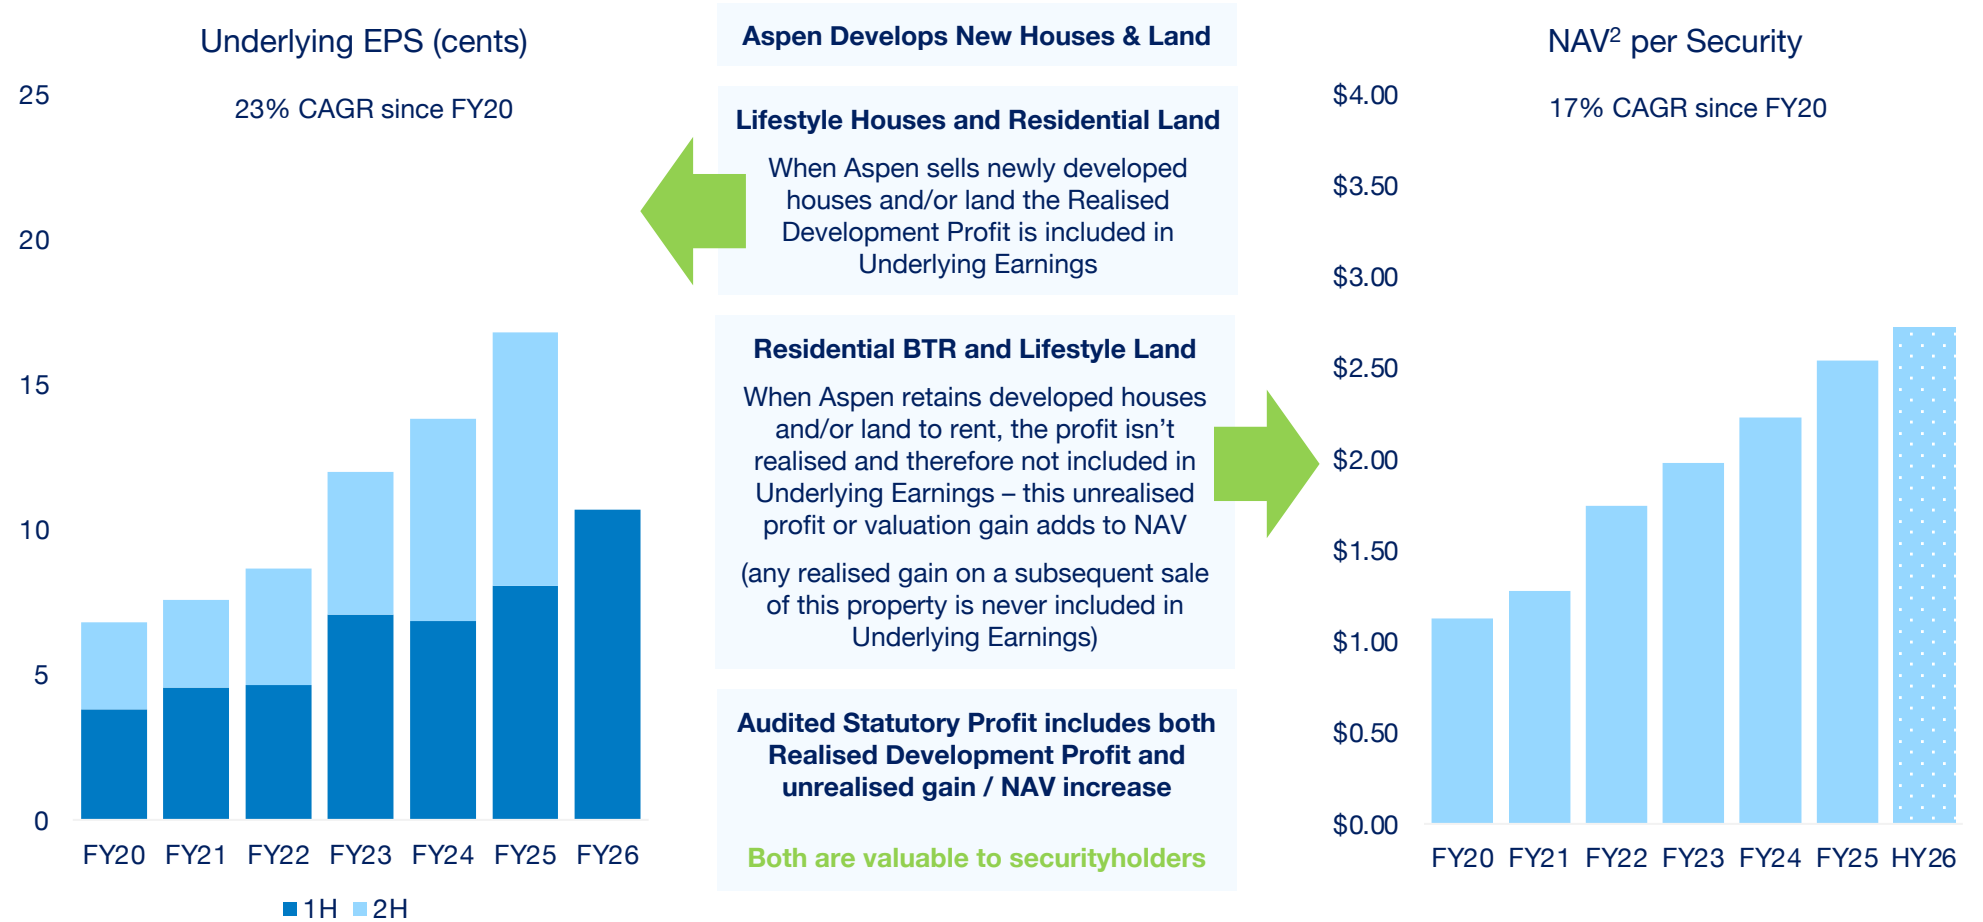 Underlying EPS (cents)
23% CAGR since FY20
25
20
15
10
5
0
FY20 FY21 FY22 FY23 FY24 FY25 FY26
1H 2H
Aspen Develops New Houses & Land
Lifestyle Houses and Residential Land
When Aspen sells newly developed
houses and/or land the Realised
Development Profit is included in
Underlying Earnings
Residential BTR and Lifestyle Land
When Aspen retains developed houses
and/or land to rent, the profit isn’t
realised and therefore not included in
Underlying Earnings – this unrealised
profit or valuation gain adds to NAV
(any realised gain on a subsequent sale
of this property is never included in
Underlying Earnings)
Audited Statutory Profit includes both
Realised Development Profit and
unrealised gain / NAV increase
Both are valuable to securityholders
NAV² per Security
17% CAGR since FY20
$4.00
$3.50
$3.00
$2.50
$2.00
$1.50
$1.00
$0.50
$0.00
FY20 FY21 FY22 FY23 FY24 FY25 HY26